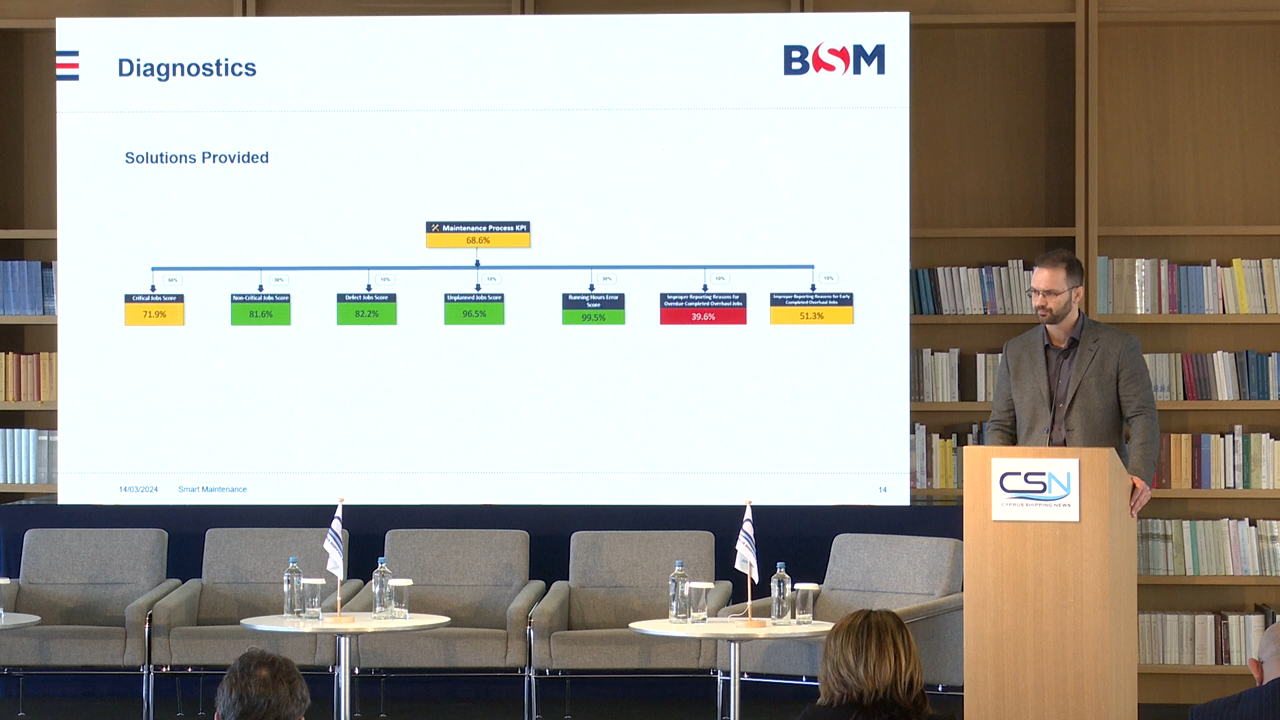 Diagnostics
BSM
Solutions Provided
Maintenance Process KPI
68.6%
Critical Jobs Score
71.9%
Non-Critical Jobs Score
81.6%
Defect Jobs Score
82.2%
Unplanned Jobs Score
96.5%
Running Hours Error
Score
99.5%
Improper Reporting Reasons for
Overdue Completed Overhaul Jobs
39.6%
Improper Reporting Reasons for Early
Completed Overhaul Jobs
51.3%
14/03/2024 Smart Maintenance 14
CSN
CYPRUS SHIPPING NEWS